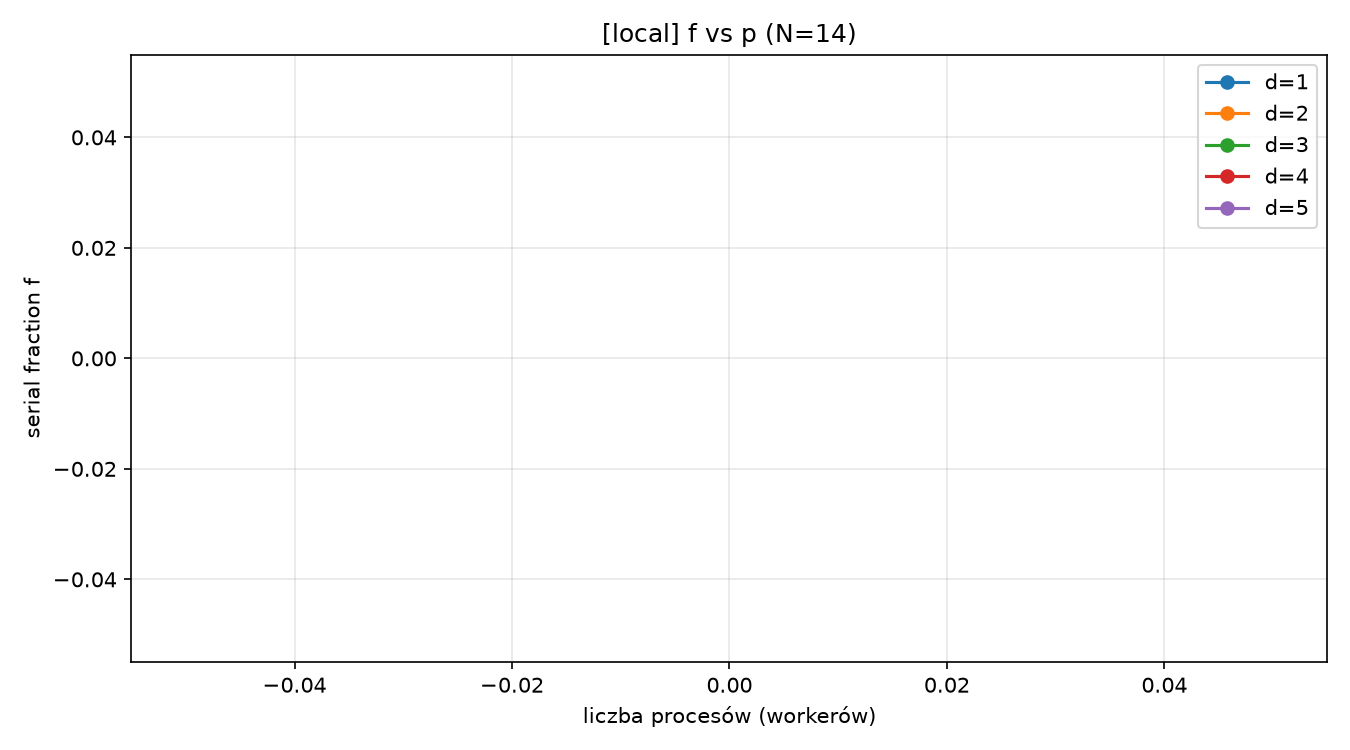 [local] f vs p (N=14)
d=1
d=2
d=3
d=4
d=5
0.04
0.02
0.00
−0.02
−0.04
serial fraction f
−0.04
−0.02
0.00
0.02
0.04
liczba procesów (workerów)